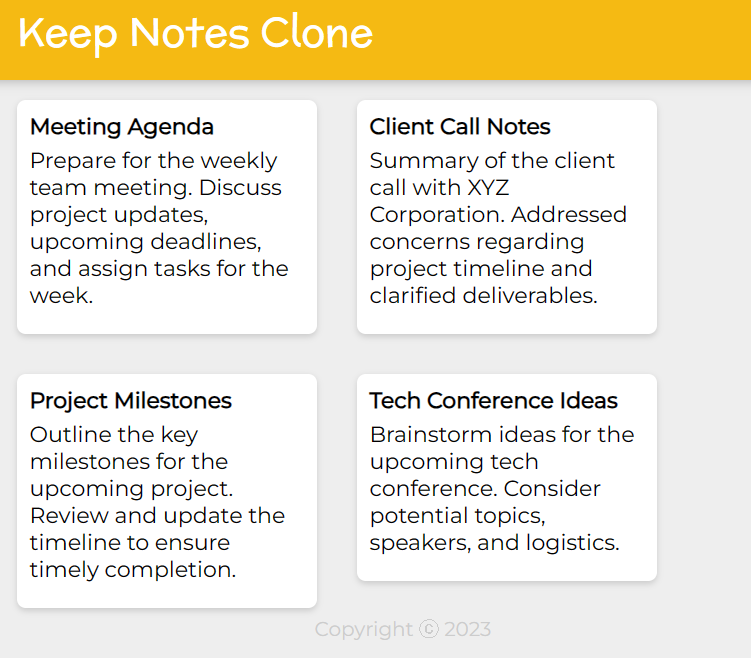 Keep Notes Clone
Meeting Agenda
Prepare for the weekly
team meeting. Discuss
project updates,
upcoming deadlines,
and assign tasks for the
week.
Client Call Notes
Summary of the client
call with XYZ
Corporation. Addressed
concerns regarding
project timeline and
clarified deliverables.
Project Milestones
Outline the key
milestones for the
upcoming project.
Review and update the
timeline to ensure
timely completion.
Tech Conference Ideas
Brainstorm ideas for the
upcoming tech
conference. Consider
potential topics,
speakers, and logistics.
Copyright ⓒ 2023